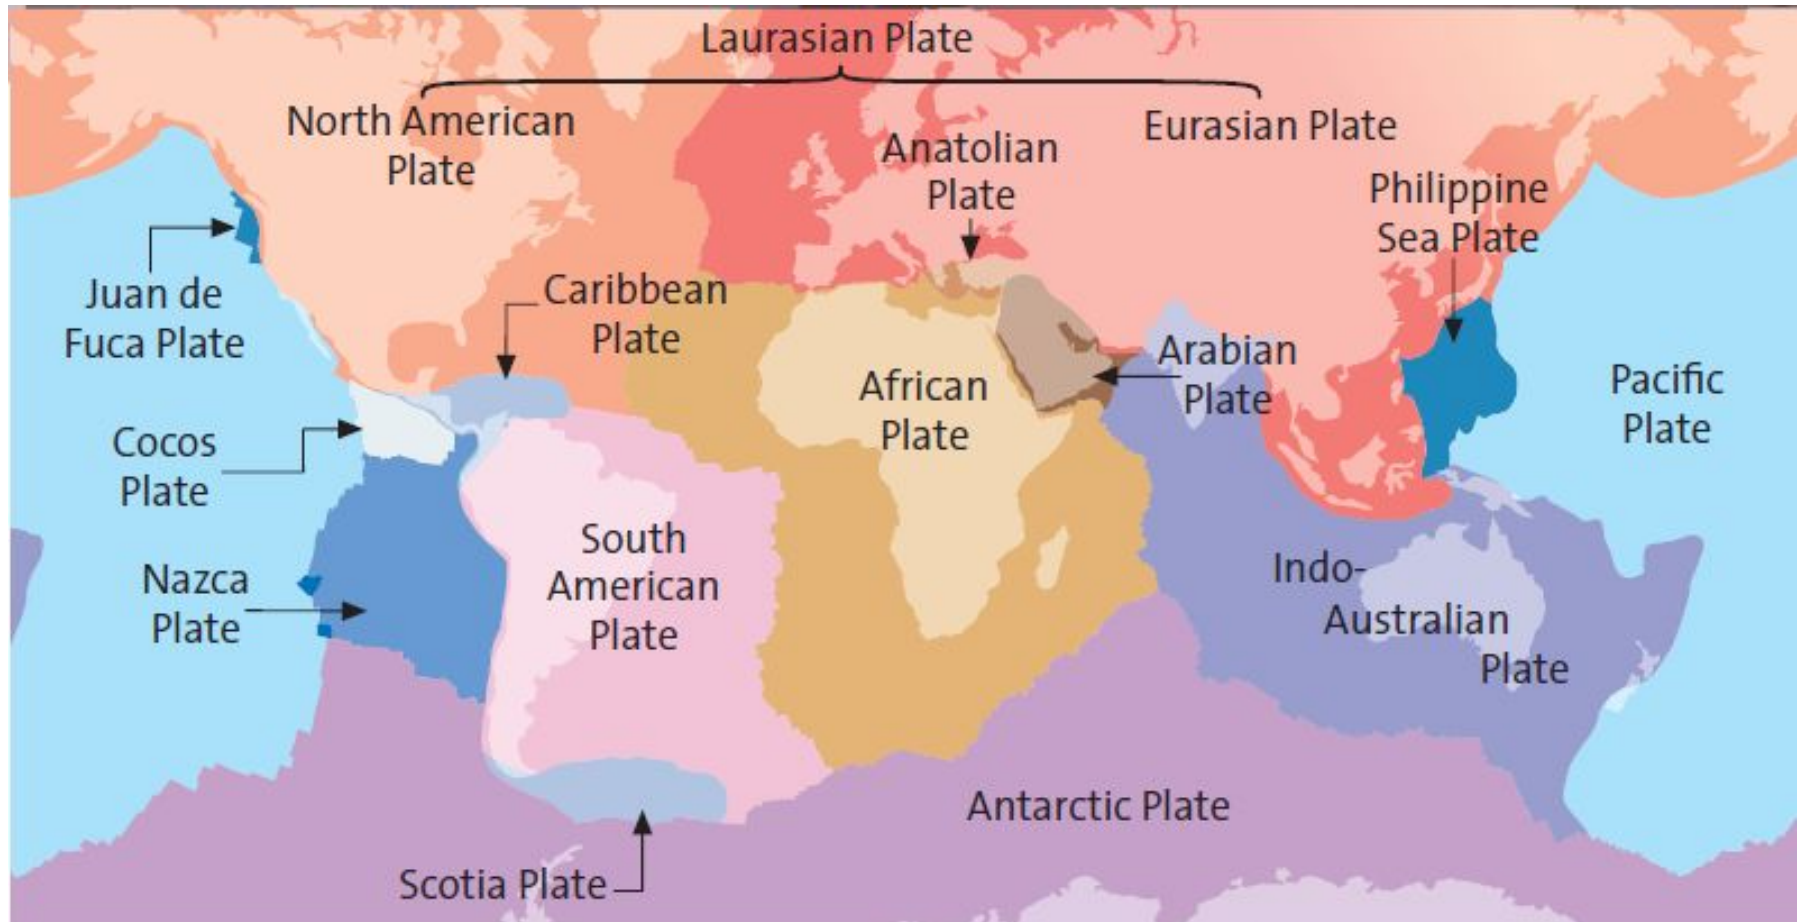 Laurasian Plate
North American
Plate
Eurasian Plate
Anatolian
Plate
Philippine
Sea Plate
Juan de
Fuca Plate
Caribbean
Plate
Arabian
Plate
African
Plate
Pacific
Plate
Cocos
Plate
South
American
Plate
Nazca
Plate
Indo-
Australian
Plate
Antarctic Plate
Scotia Plate